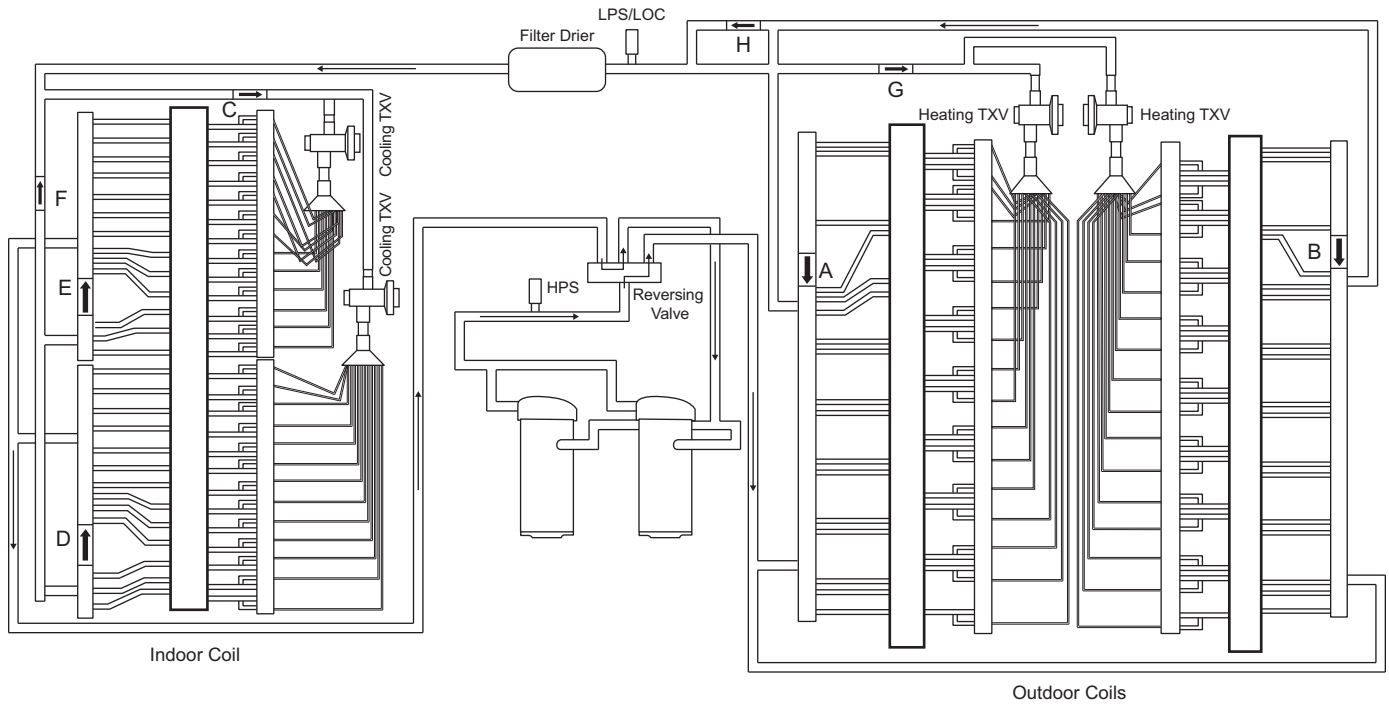 LPS/LOC
Filter Drier
H
G
C
Cooling TXV
Cooling TXV
Heating TXV
Heating TXV
F
E
D
A
B
HPS
Reversing
Valve
Indoor Coil
Outdoor Coils